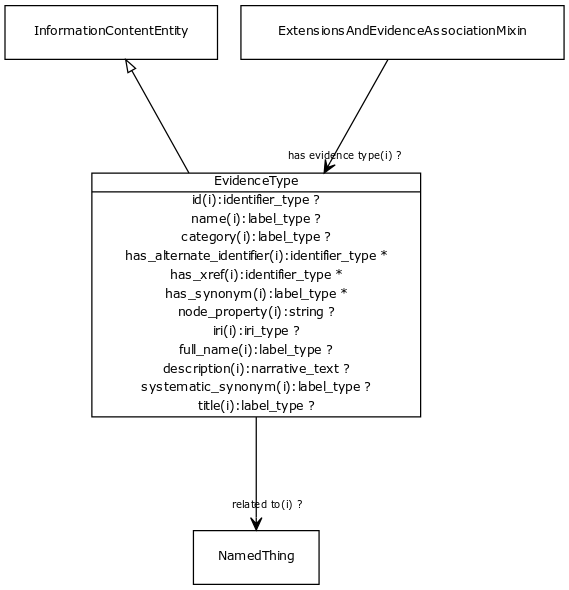 InformationContentEntity
ExtensionsAndEvidenceAssociationMixin
has evidence type(i) ?
EvidenceType
id(i):identifier_type ?
name(i):label_type ?
category(i):label_type ?
has_alternate_identifier(i):identifier_type *
has_xref(i):identifier_type *
has_synonym(i):label_type *
node_property(i):string ?
iri(i):iri_type ?
full_name(i):label_type ?
description(i):narrative_text ?
systematic_synonym(i):label_type ?
title(i):label_type ?
related to(i) ?
NamedThing